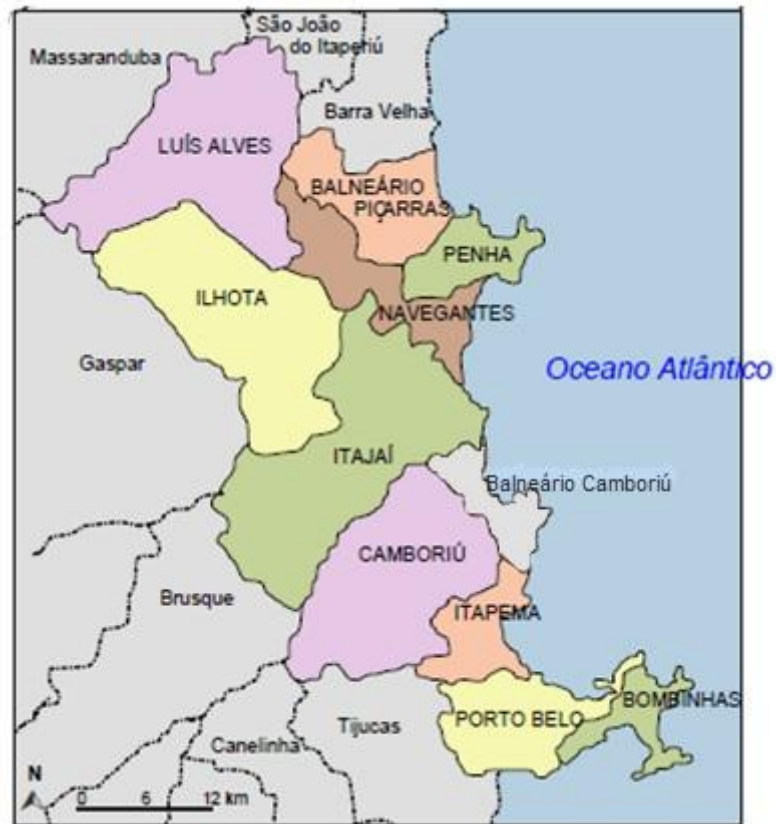 São João
do Itaperiú
Massaranduba
Barra Velha
LUÍS ALVES
BALNEÁRIO
PIÇARRAS
PENHA
ILHOTA
NAVEGANTES
Gaspar
Oceano Atlântico
ITAJAÍ
Balneário Camboriú
CAMBORIÚ
Brusque
ITAPEMA
BOMBINHAS
PORTO BELO
Tijucas
Canelinha
N
0 6 12 km